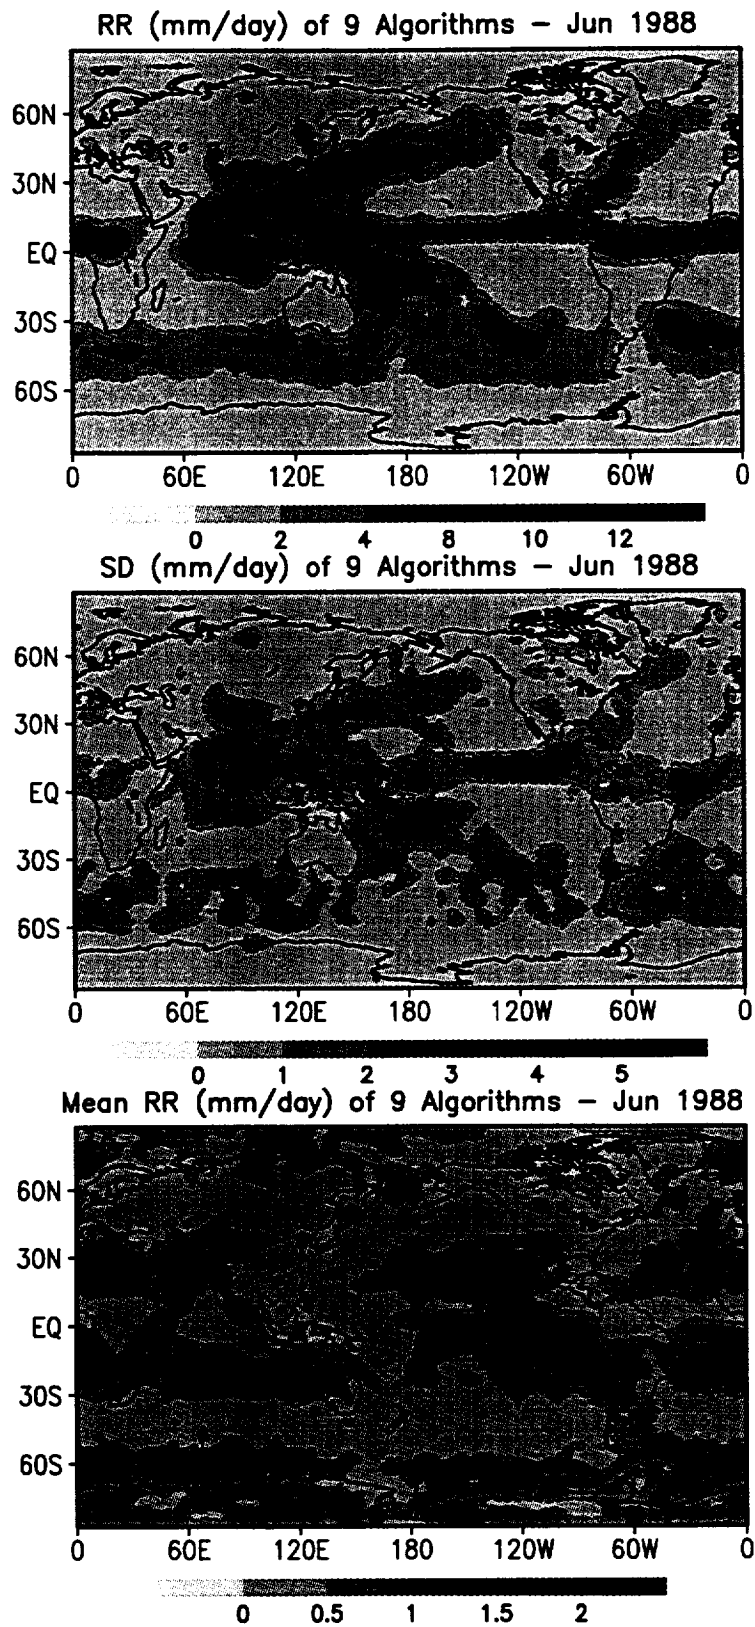 RR (mm/day) of 9 Algorithms – Jun 1988
60N
30N
EQ
30S
60S
0 60E 120E 180 120W 60W 0
0 2 4 8 10 12
SD (mm/day) of 9 Algorithms – Jun 1988
60N
30N
EQ
30S
60S
0 60E 120E 180 120W 60W 0
0 1 2 3 4 5
Mean RR (mm/day) of 9 Algorithms – Jun 1988
60N
30N
EQ
30S
60S
0 60E 120E 180 120W 60W 0
0 0.5 1 1.5 2